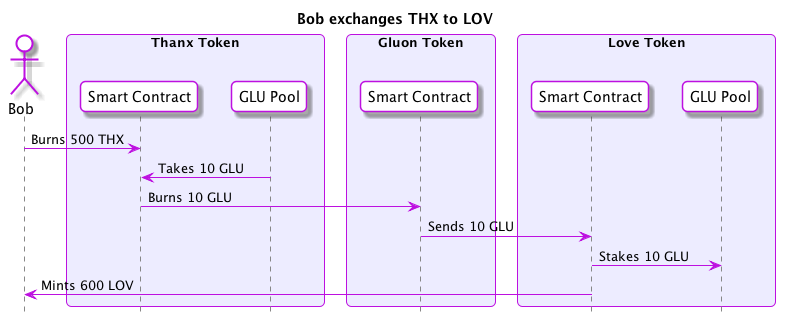 Bob exchanges THX to LOV
Thanx Token
Gluon Token
Love Token
Bob
Smart Contract
GLU Pool
Smart Contract
Smart Contract
GLU Pool
Burns 500 THX
Takes 10 GLU
Burns 10 GLU
Sends 10 GLU
Stakes 10 GLU
Mints 600 LOV